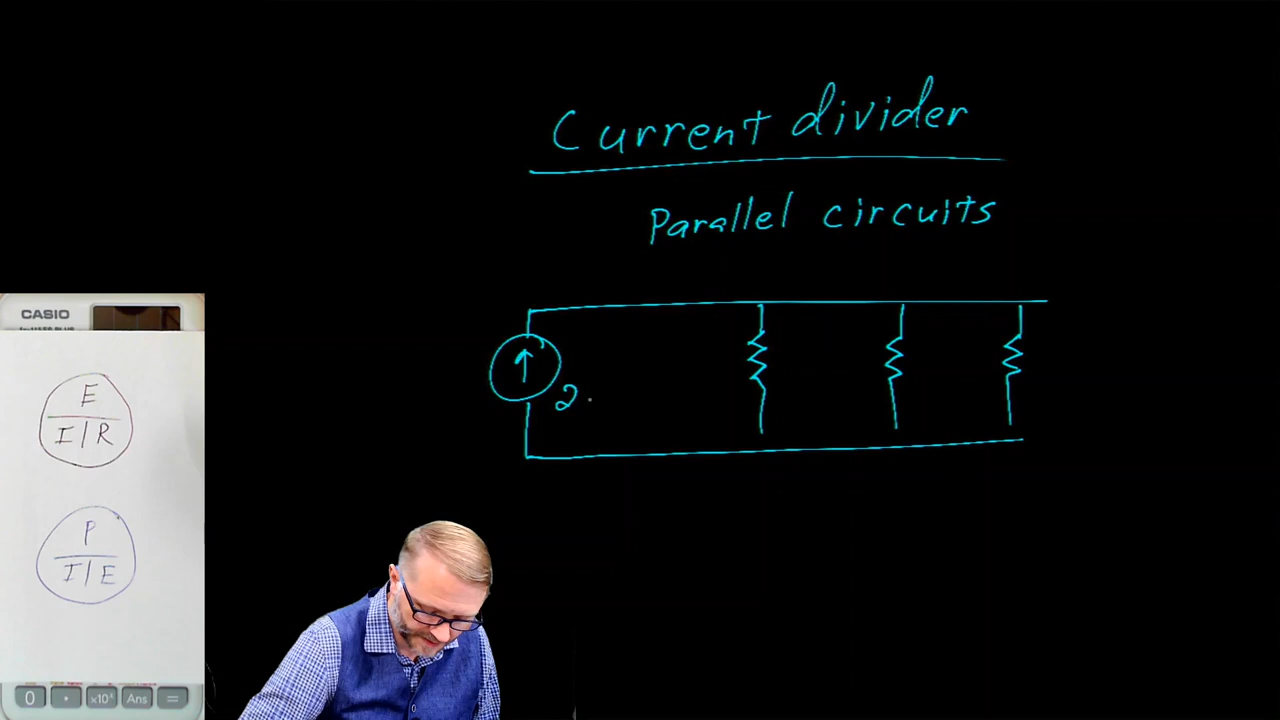 Current divider
Parallel circuits
2.
CASIO
E
I R
P
I E
0 . ×10ˣ Ans =